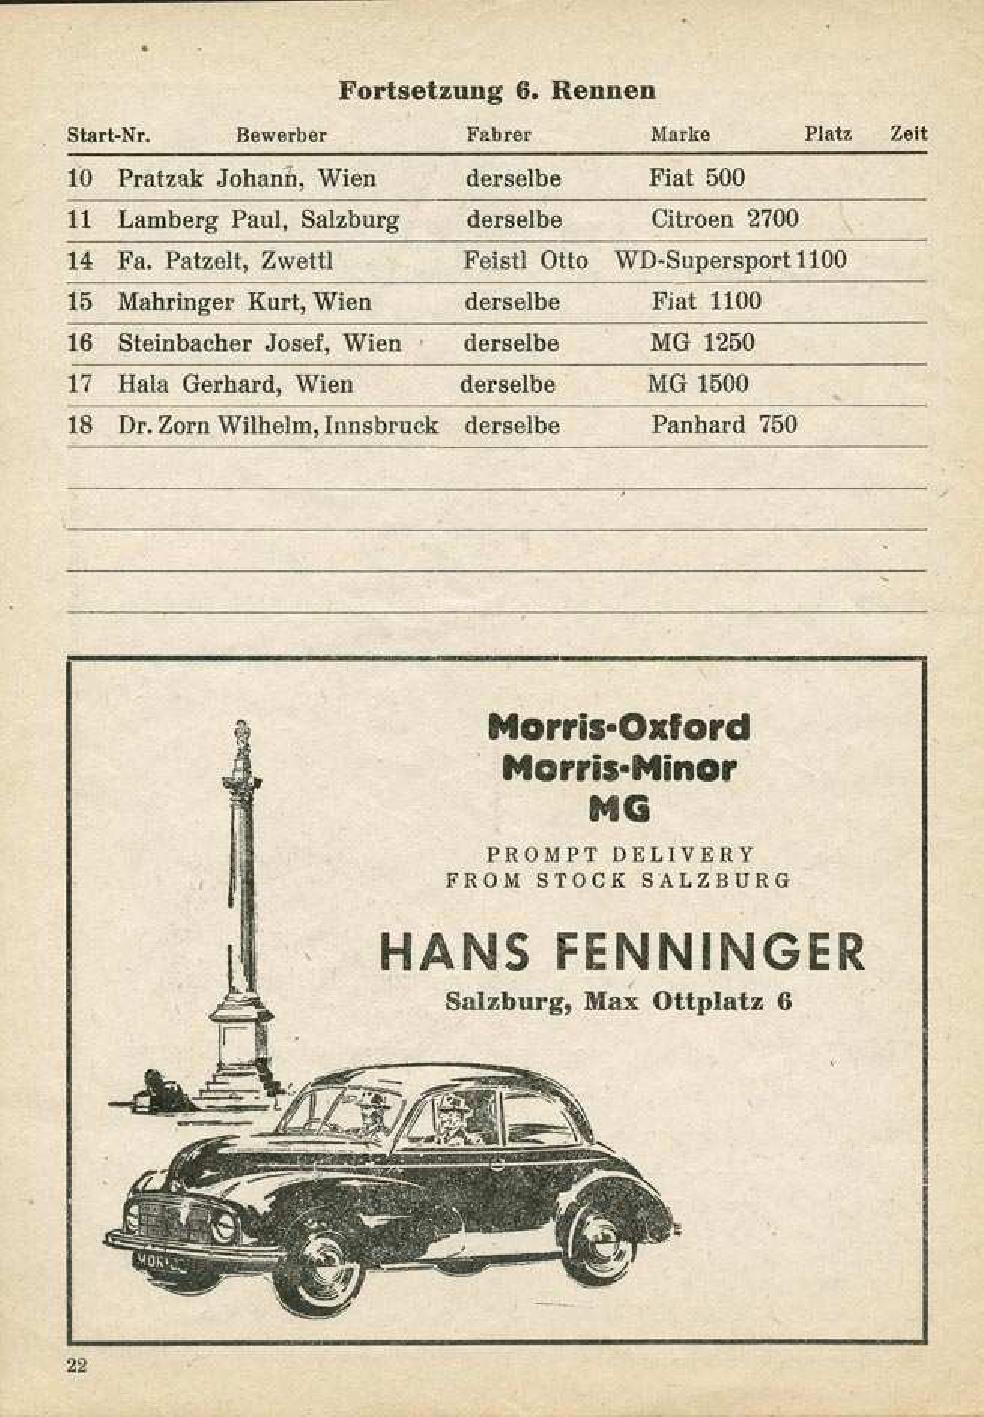 Fortsetzung 6. Rennen
Start-Nr. Bewerber Fahrer Marke Platz Zeit
10 Pratzak Johann, Wien derselbe Fiat 500
11 Lamberg Paul, Salzburg derselbe Citroen 2700
14 Fa. Patzelt, Zwettl Feistl Otto WD-Supersport 1100
15 Mahringer Kurt, Wien derselbe Fiat 1100
16 Steinbacher Josef, Wien derselbe MG 1250
17 Hala Gerhard, Wien derselbe MG 1500
18 Dr. Zorn Wilhelm, Innsbruck derselbe Panhard 750
Morris-Oxford
Morris-Minor
MG
PROMPT DELIVERY
FROM STOCK SALZBURG
HANS FENNINGER
Salzburg, Max Ottplatz 6
22